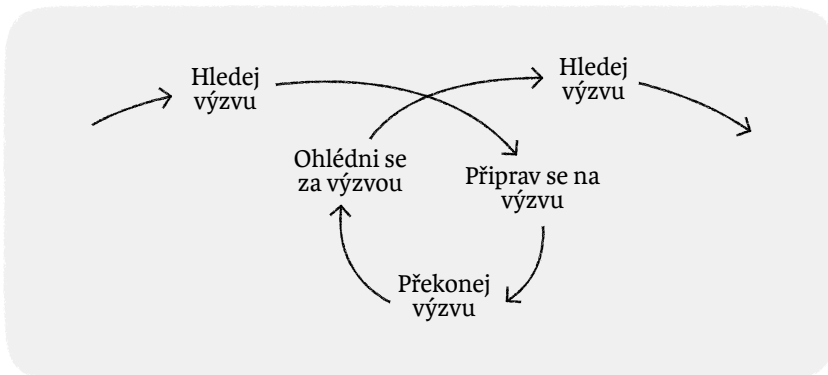 Hledej
výzvu
Hledej
výzvu
Ohlédni se
za výzvou
Připrav se na
výzvu
Překonej
výzvu